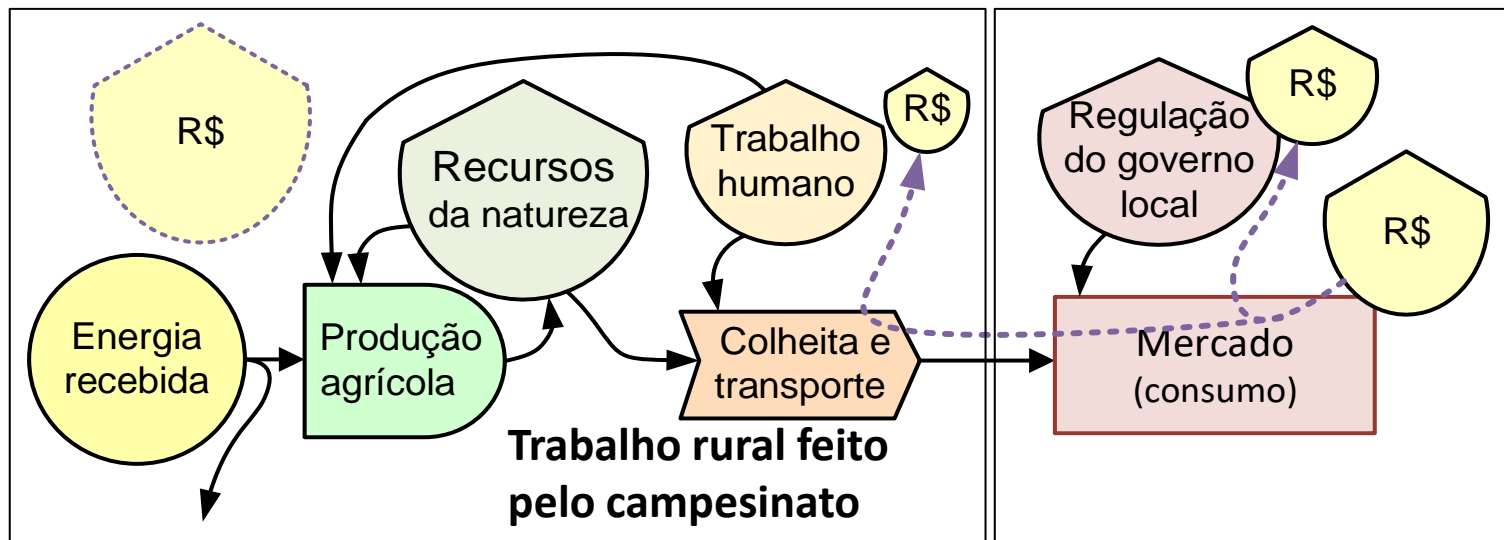 R$
Recursos
da natureza
Trabalho
humano
R$
Energia
recebida
Produção
agrícola
Colheita e
transporte
Trabalho rural feito
pelo campesinato
Regulação
do governo
local
R$
R$
Mercado
(consumo)